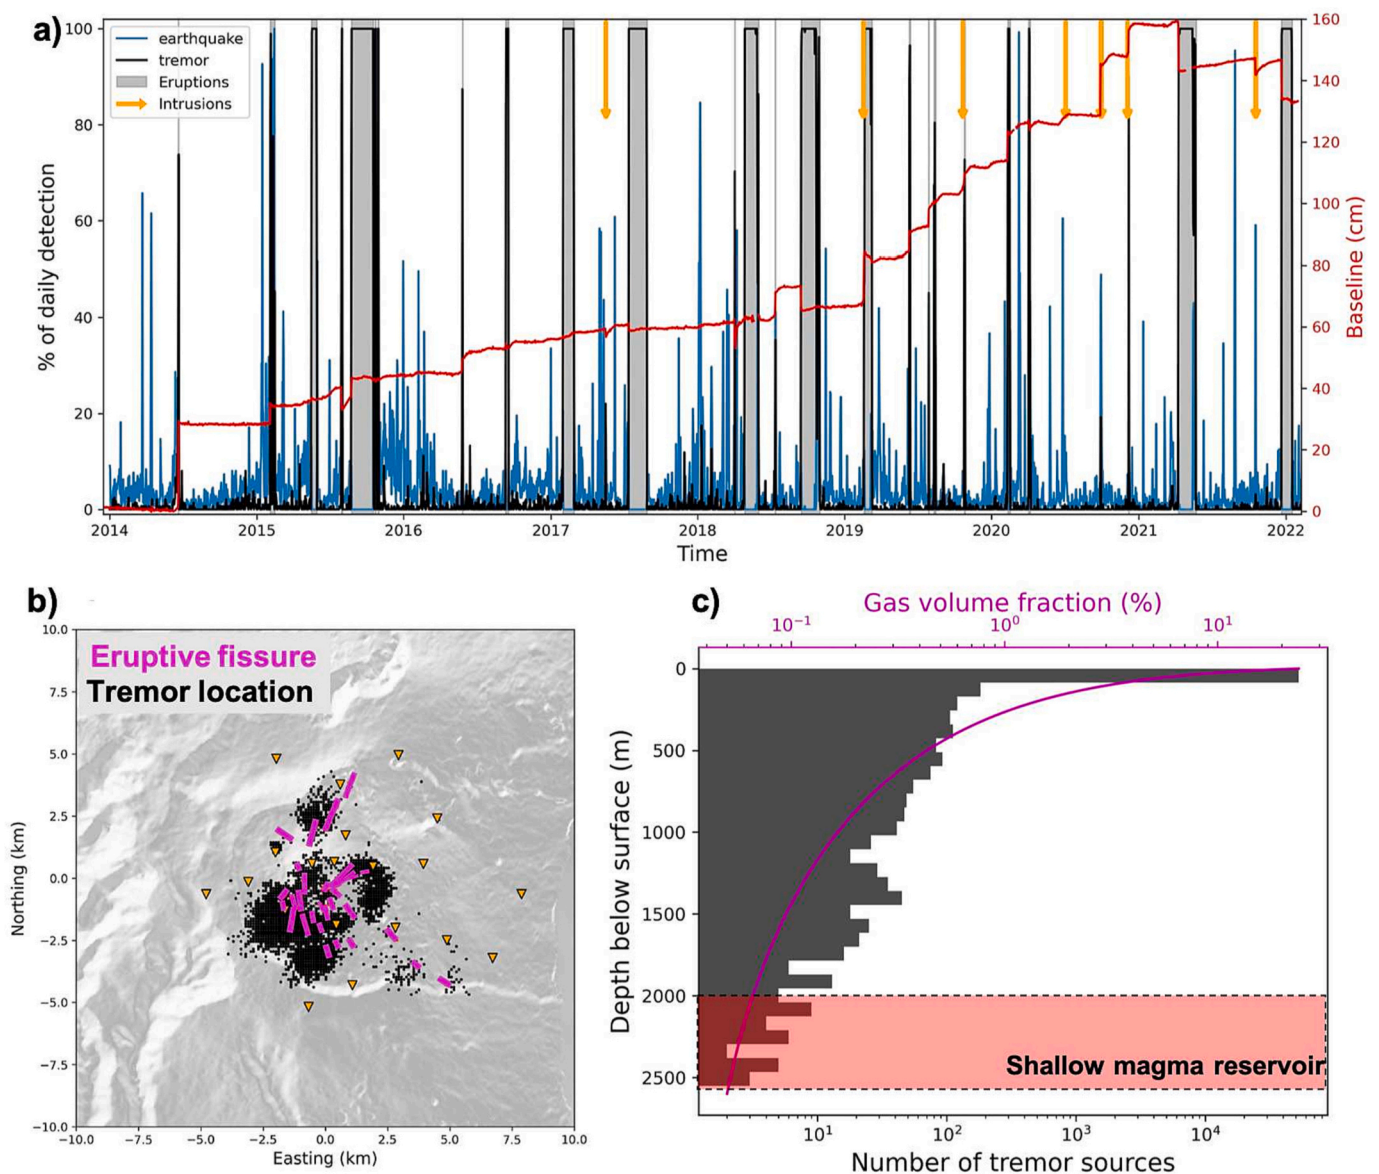 a)
100
80
60
40
20
0
% of daily detection
earthquake
tremor
Eruptions
Intrusions
160
140
120
100
80
60
40
20
0
Baseline (cm)
2014 2015 2016 2017 2018 2019 2020 2021 2022
Time
b)
Eruptive fissure
Tremor location
10.0
7.5
5.0
2.5
0.0
−2.5
−5.0
−7.5
−10.0
Northing (km)
−10.0 −7.5 −5.0 −2.5 0.0 2.5 5.0 7.5 10.0
Easting (km)
c)
Gas volume fraction (%)
10⁻¹ 10⁰ 10¹
0
500
1000
1500
2000
2500
Depth below surface (m)
Shallow magma reservoir
10¹ 10² 10³ 10⁴
Number of tremor sources